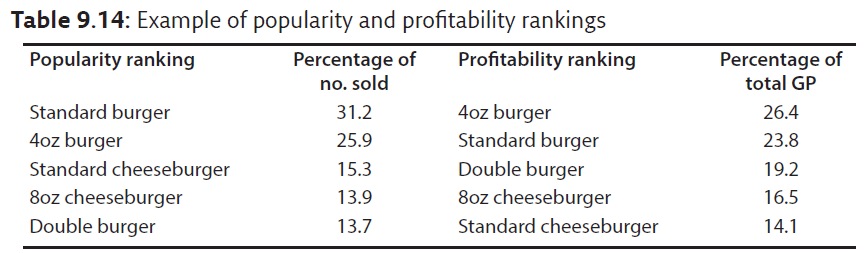 Table 9.14: Example of popularity and profitability rankings
Popularity ranking Percentage of no. sold Profitability ranking Percentage of total GP
Standard burger 31.2 4oz burger 26.4
4oz burger 25.9 Standard burger 23.8
Standard cheeseburger 15.3 Double burger 19.2
8oz cheeseburger 13.9 8oz cheeseburger 16.5
Double burger 13.7 Standard cheeseburger 14.1